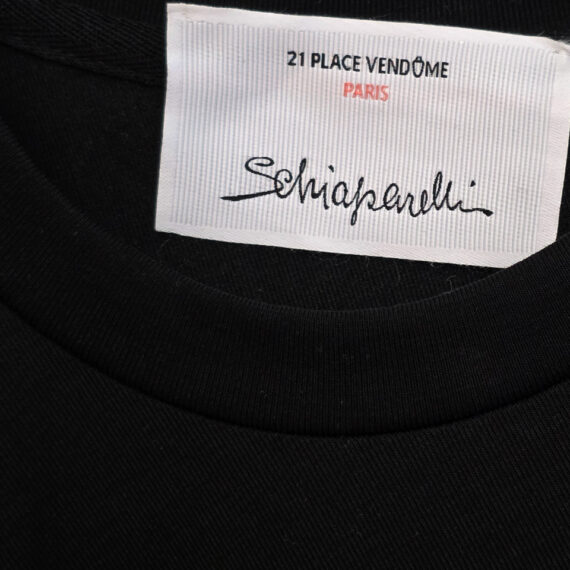 21 PLACE VENDÔME
PARIS
Schiaparelli